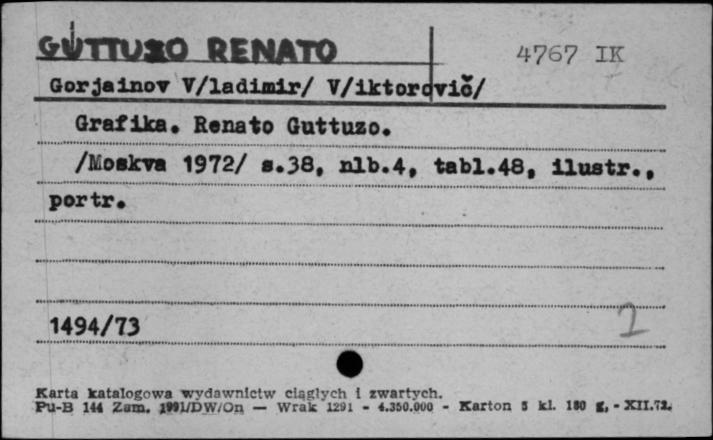 GUTTUZO RENATO 4767 IK
Gorjainov V/ladimir/ V/iktorovič/
Grafika. Renato Guttuzo.
/Moskva 1972/ s.38, nlb.4, tabl.48, ilustr.,
portr.
1494/73 2
Karta katalogowa wydawnictw ciągłych i zwartych.
Pu-B 144 Zam. 1991/DW/On — Wrak 1291 - 4.350.000 - Karton 5 kl. 180 g, - XII.72.